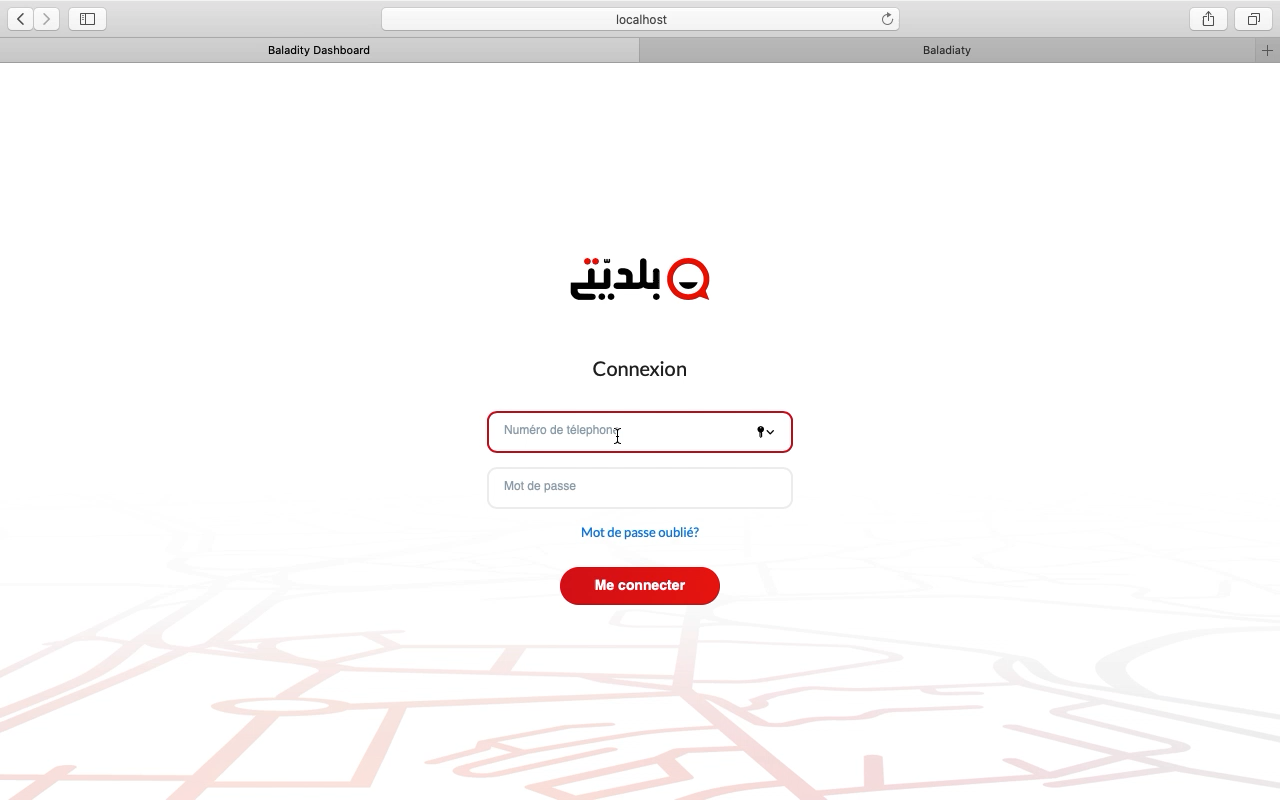 localhost
Baladity Dashboard
Baladiaty
بلديّتي
Connexion
Numéro de télephone
Mot de passe
Mot de passe oublié?
Me connecter